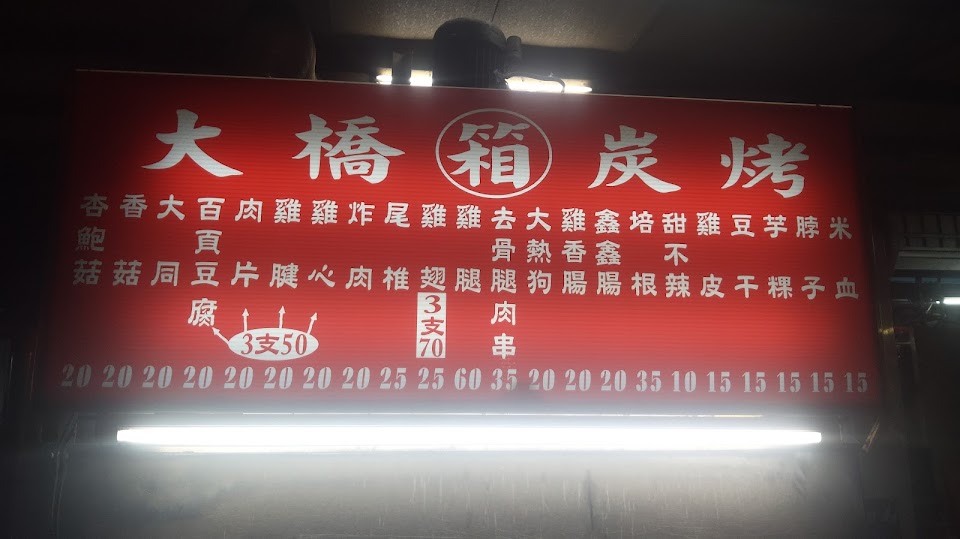 大橋箱炭烤
杏鮑菇
香菇
大同
百頁豆腐
肉片
雞腱
雞心
炸肉
尾椎
雞翅
3支70
雞腿
去骨腿肉串
大熱狗
雞香腸
鑫鑫腸
培根
甜不辣
雞皮
豆干
芋粿
脖子
米血
3支50
20 20 20 20 20 20 20 20 25 25 60 35 20 20 20 35 10 15 15 15 15 15